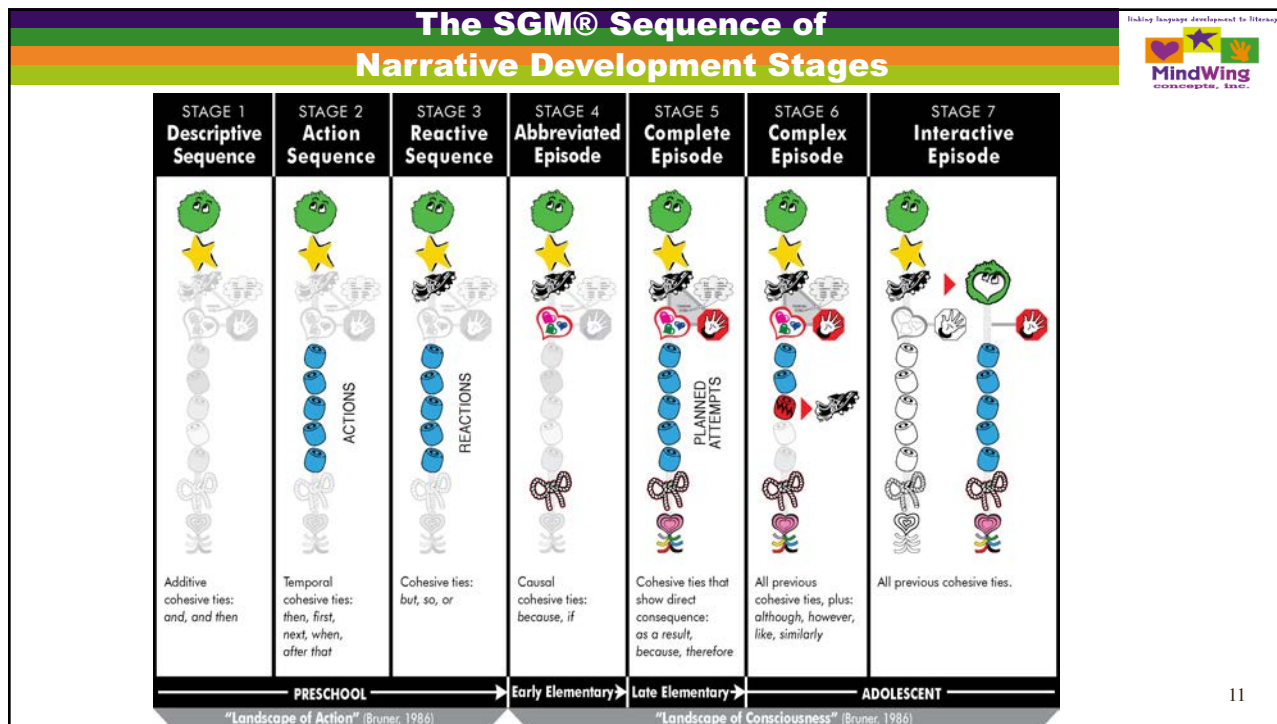 The SGM® Sequence of
Narrative Development Stages
linking language development to literacy
MindWing
concepts, inc.
STAGE 1
Descriptive
Sequence
STAGE 2
Action
Sequence
STAGE 3
Reactive
Sequence
STAGE 4
Abbreviated
Episode
STAGE 5
Complete
Episode
STAGE 6
Complex
Episode
STAGE 7
Interactive
Episode
ACTIONS
REACTIONS
PLANNED
ATTEMPTS
Additive
cohesive ties:
and, and then
Temporal
cohesive ties:
then, first,
next, when,
after that
Cohesive ties:
but, so, or
Causal
cohesive ties:
because, if
Cohesive ties that
show direct
consequence:
as a result,
because, therefore
All previous
cohesive ties, plus:
although, however,
like, similarly
All previous cohesive ties.
PRESCHOOL
Early Elementary
Late Elementary
ADOLESCENT
"Landscape of Action" (Bruner, 1986)
"Landscape of Consciousness" (Bruner, 1986)
11